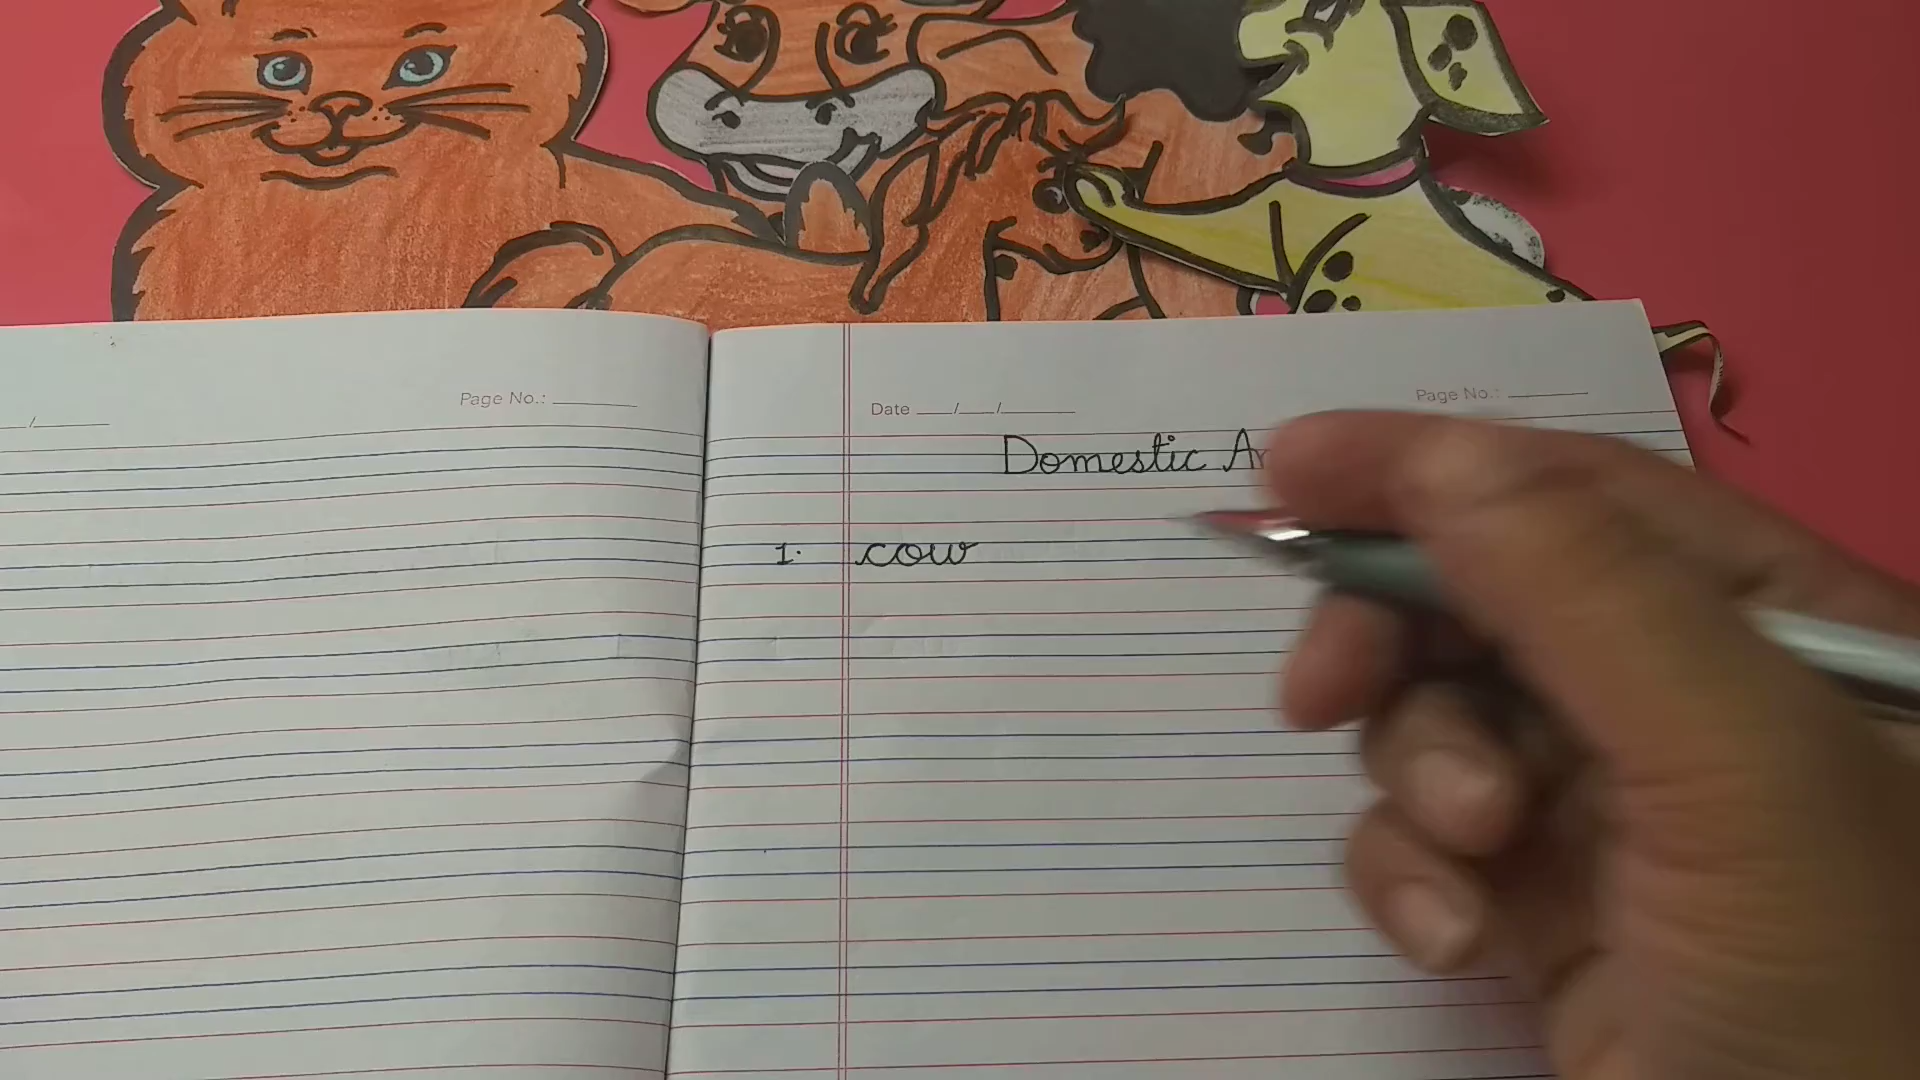 Page No.:
Date / /
Page No.:
Domestic
1. cow